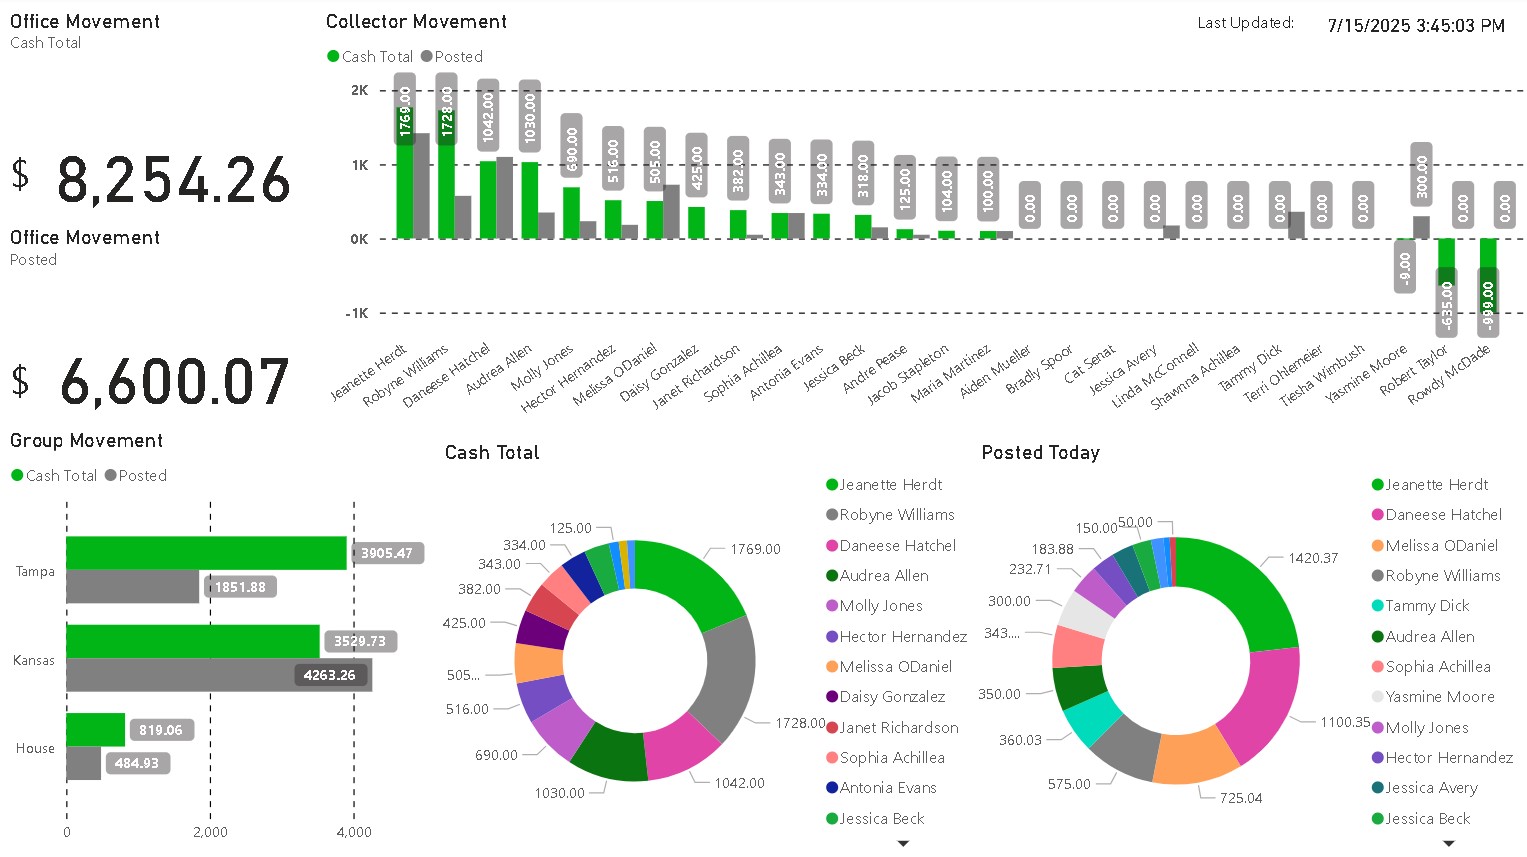 Office Movement
Cash Total
$ 8,254.26
Office Movement
Posted
$ 6,600.07
Collector Movement
Last Updated: 7/15/2025 3:45:03 PM
Cash Total Posted
2K
1K
0K
-1K
1769.00
1728.00
1042.00
1030.00
690.00
516.00
505.00
425.00
382.00
343.00
334.00
318.00
125.00
104.00
100.00
0.00
0.00
0.00
0.00
0.00
0.00
0.00
0.00
0.00
-9.00
300.00
-635.00
0.00
-999.00
0.00
Jeanette Herdt
Robyne Williams
Daneese Hatchel
Audrea Allen
Molly Jones
Hector Hernandez
Melissa ODaniel
Daisy Gonzalez
Janet Richardson
Sophia Achillea
Antonia Evans
Jessica Beck
Andre Pease
Jacob Stapleton
Maria Martinez
Aiden Mueller
Bradly Spoor
Cat Senat
Jessica Avery
Linda McConnell
Shawnna Achillea
Tammy Dick
Terri Ohlemeier
Tiesha Wimbush
Yasmine Moore
Robert Taylor
Rowdy McDade
Group Movement
Cash Total Posted
Tampa
3905.47
1851.88
Kansas
3529.73
4263.26
House
819.06
484.93
0 2,000 4,000
Cash Total
1769.00
1728.00
1042.00
1030.00
690.00
516.00
505...
425.00
382.00
343.00
334.00
125.00
Jeanette Herdt
Robyne Williams
Daneese Hatchel
Audrea Allen
Molly Jones
Hector Hernandez
Melissa ODaniel
Daisy Gonzalez
Janet Richardson
Sophia Achillea
Antonia Evans
Jessica Beck
Posted Today
1420.37
1100.35
725.04
575.00
360.03
350.00
343....
300.00
232.71
183.88
150.00
50.00
Jeanette Herdt
Daneese Hatchel
Melissa ODaniel
Robyne Williams
Tammy Dick
Audrea Allen
Sophia Achillea
Yasmine Moore
Molly Jones
Hector Hernandez
Jessica Avery
Jessica Beck